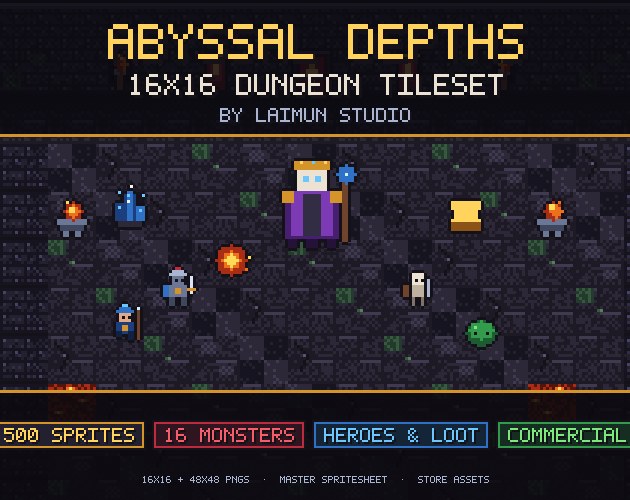 ABYSSAL DEPTHS
16X16 DUNGEON TILESET
BY LAIMUN STUDIO
500 SPRITES 16 MONSTERS HEROES & LOOT COMMERCIAL
16X16 + 48X48 PNGS · MASTER SPRITESHEET · STORE ASSETS